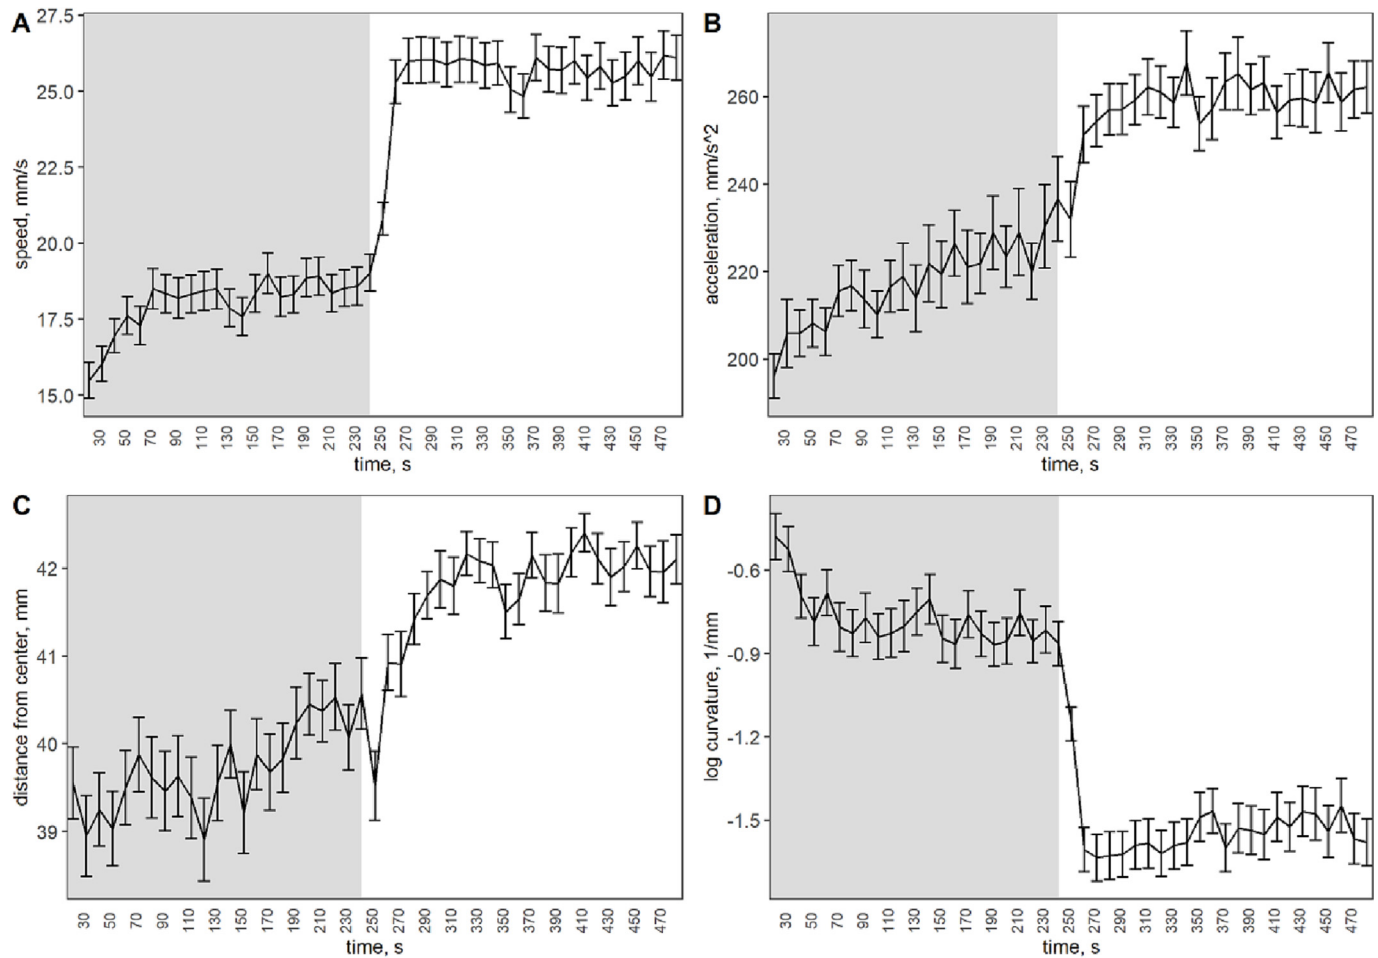 A
27.5
25.0
22.5
20.0
17.5
15.0
speed, mm/s
30 50 70 90 110 130 150 170 190 210 230 250 270 290 310 330 350 370 390 410 430 450 470
time, s
B
260
240
220
200
acceleration, mm/s^2
30 50 70 90 110 130 150 170 190 210 230 250 270 290 310 330 350 370 390 410 430 450 470
time, s
C
42
41
40
39
distance from center, mm
30 50 70 90 110 130 150 170 190 210 230 250 270 290 310 330 350 370 390 410 430 450 470
time, s
D
-0.6
-0.9
-1.2
-1.5
log curvature, 1/mm
30 50 70 90 110 130 150 170 190 210 230 250 270 290 310 330 350 370 390 410 430 450 470
time, s